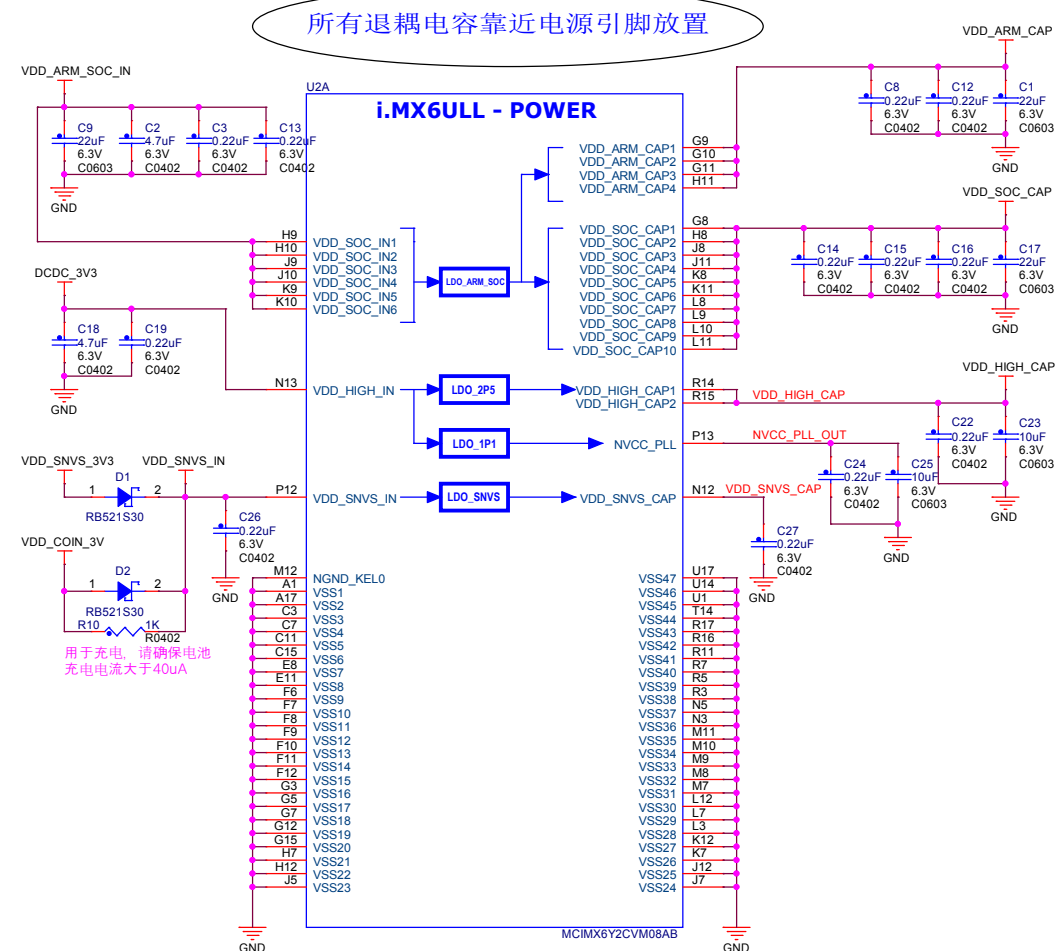 所有退耦电容靠近电源引脚放置
VDD_ARM_CAP
VDD_ARM_SOC_IN
U2A
i.MX6ULL - POWER
C9
22uF
6.3V
C0603
C2
4.7uF
6.3V
C0402
C3
0.22uF
6.3V
C0402
C13
0.22uF
6.3V
C0402
GND
C8
0.22uF
6.3V
C0402
C12
0.22uF
6.3V
C0402
C1
22uF
6.3V
C0603
GND
VDD_ARM_CAP1 G9
VDD_ARM_CAP2 G10
VDD_ARM_CAP3 G11
VDD_ARM_CAP4 H11
VDD_SOC_CAP
H9 VDD_SOC_IN1
H10 VDD_SOC_IN2
J9 VDD_SOC_IN3
J10 VDD_SOC_IN4
K9 VDD_SOC_IN5
K10 VDD_SOC_IN6
LDO_ARM_SOC
VDD_SOC_CAP1 G8
VDD_SOC_CAP2 H8
VDD_SOC_CAP3 J8
VDD_SOC_CAP4 J11
VDD_SOC_CAP5 K8
VDD_SOC_CAP6 K11
VDD_SOC_CAP7 L8
VDD_SOC_CAP8 L9
VDD_SOC_CAP9 L10
VDD_SOC_CAP10 L11
C14
0.22uF
6.3V
C0402
C15
0.22uF
6.3V
C0402
C16
0.22uF
6.3V
C0402
C17
22uF
6.3V
C0603
GND
DCDC_3V3
C18
4.7uF
6.3V
C0402
C19
0.22uF
6.3V
C0402
GND
N13 VDD_HIGH_IN
LDO_2P5
VDD_HIGH_CAP1 R14
VDD_HIGH_CAP2 R15
VDD_HIGH_CAP
VDD_HIGH_CAP
LDO_1P1
NVCC_PLL P13
NVCC_PLL_OUT
C22
0.22uF
6.3V
C0402
C23
10uF
6.3V
C0603
GND
C24
0.22uF
6.3V
C0402
C25
10uF
6.3V
C0603
GND
VDD_SNVS_3V3
VDD_SNVS_IN
D1
1
2
RB521S30
P12 VDD_SNVS_IN
LDO_SNVS
VDD_SNVS_CAP N12
VDD_SNVS_CAP
C26
0.22uF
6.3V
C0402
GND
C27
0.22uF
6.3V
C0402
GND
VDD_COIN_3V
D2
1
2
RB521S30
R10
1K
R0402
用于充电，请确保电池
充电电流大于40uA
M12 NGND_KEL0
A1 VSS1
A17 VSS2
C3 VSS3
C7 VSS4
C11 VSS5
C15 VSS6
E8 VSS7
E11 VSS8
F6 VSS9
F7 VSS10
F8 VSS11
F9 VSS12
F10 VSS13
F11 VSS14
F12 VSS15
G3 VSS16
G5 VSS17
G7 VSS18
G12 VSS19
G15 VSS20
H7 VSS21
H12 VSS22
J5 VSS23
GND
VSS47 U17
VSS46 U14
VSS45 U1
VSS44 T14
VSS43 R17
VSS42 R16
VSS41 R11
VSS40 R7
VSS39 R5
VSS38 R3
VSS37 N5
VSS36 N3
VSS35 M11
VSS34 M10
VSS33 M9
VSS32 M8
VSS31 M7
VSS30 L12
VSS29 L7
VSS28 L3
VSS27 K12
VSS26 K7
VSS25 J12
VSS24 J7
GND
MCIMX6Y2CVM08AB